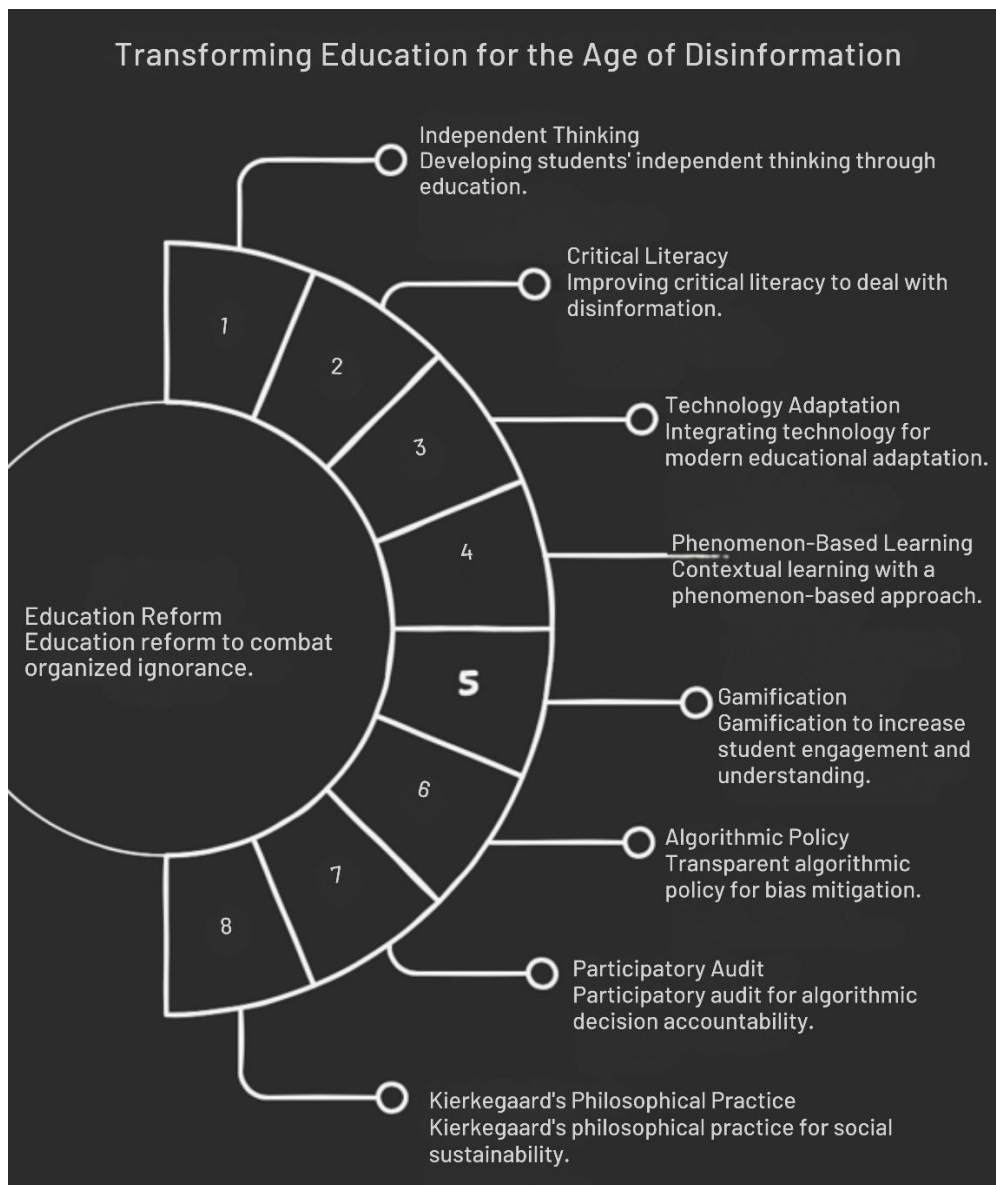 Transforming Education for the Age of Disinformation
Independent Thinking
Developing students' independent thinking through
education.
Critical Literacy
Improving critical literacy to deal with
disinformation.
1
2
Technology Adaptation
Integrating technology for
modern educational adaptation.
3
Phenomenon-Based Learning
Contextual learning with a
phenomenon-based approach.
4
Education Reform
Education reform to combat
organized ignorance.
5
Gamification
Gamification to increase
student engagement and
understanding.
6
Algorithmic Policy
Transparent algorithmic
policy for bias mitigation.
7
8
Participatory Audit
Participatory audit for algorithmic
decision accountability.
Kierkegaard's Philosophical Practice
Kierkegaard's philosophical practice for social
sustainability.